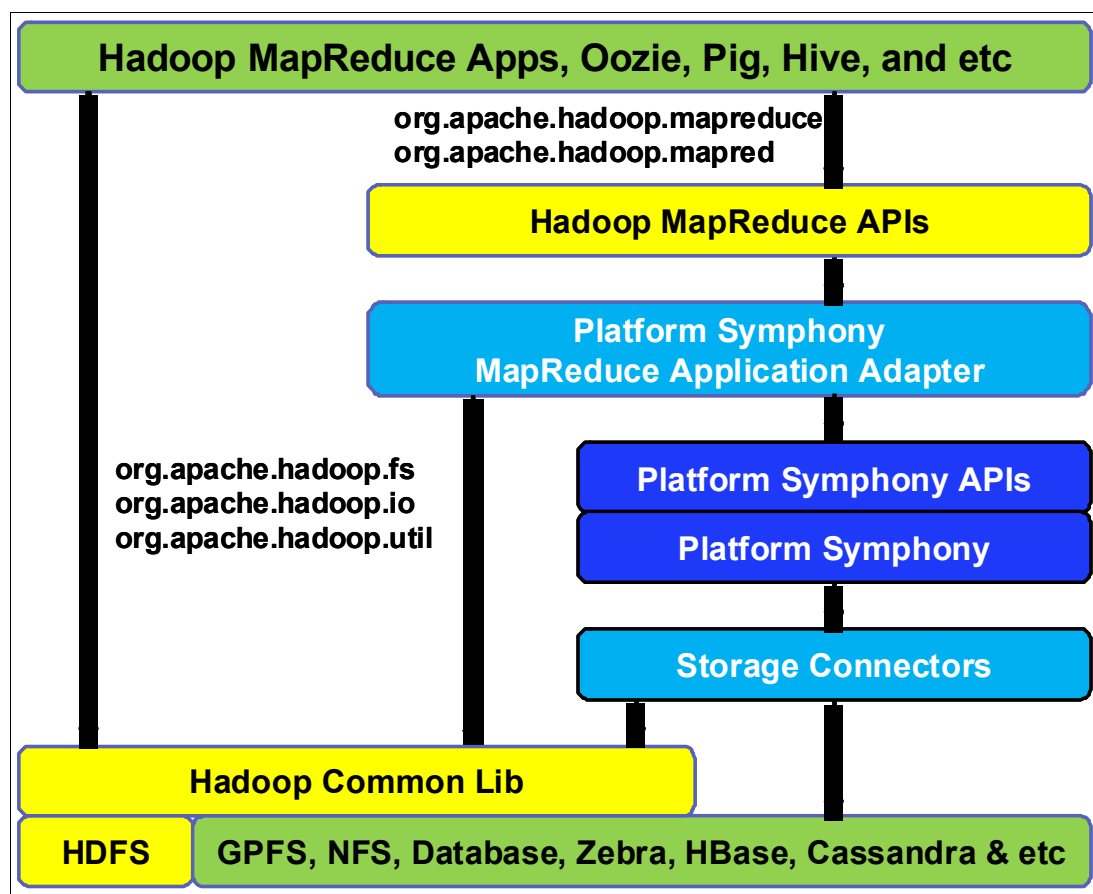 Hadoop MapReduce Apps, Oozie, Pig, Hive, and etc
org.apache.hadoop.mapreduce
org.apache.hadoop.mapred
Hadoop MapReduce APIs
Platform Symphony
MapReduce Application Adapter
org.apache.hadoop.fs
org.apache.hadoop.io
org.apache.hadoop.util
Platform Symphony APIs
Platform Symphony
Storage Connectors
Hadoop Common Lib
HDFS
GPFS, NFS, Database, Zebra, HBase, Cassandra & etc